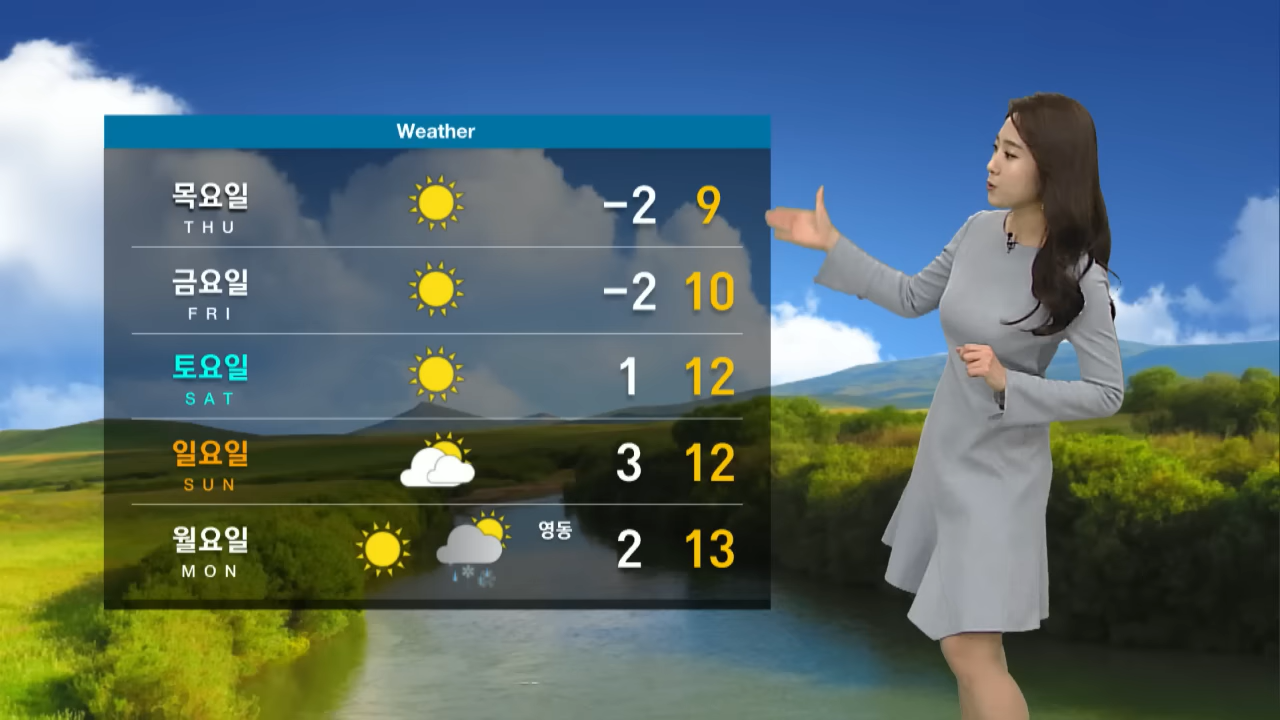 Weather
목요일 -2 9
THU
금요일 -2 10
FRI
토요일 1 12
SAT
일요일 3 12
SUN
월요일 영동 2 13
MON